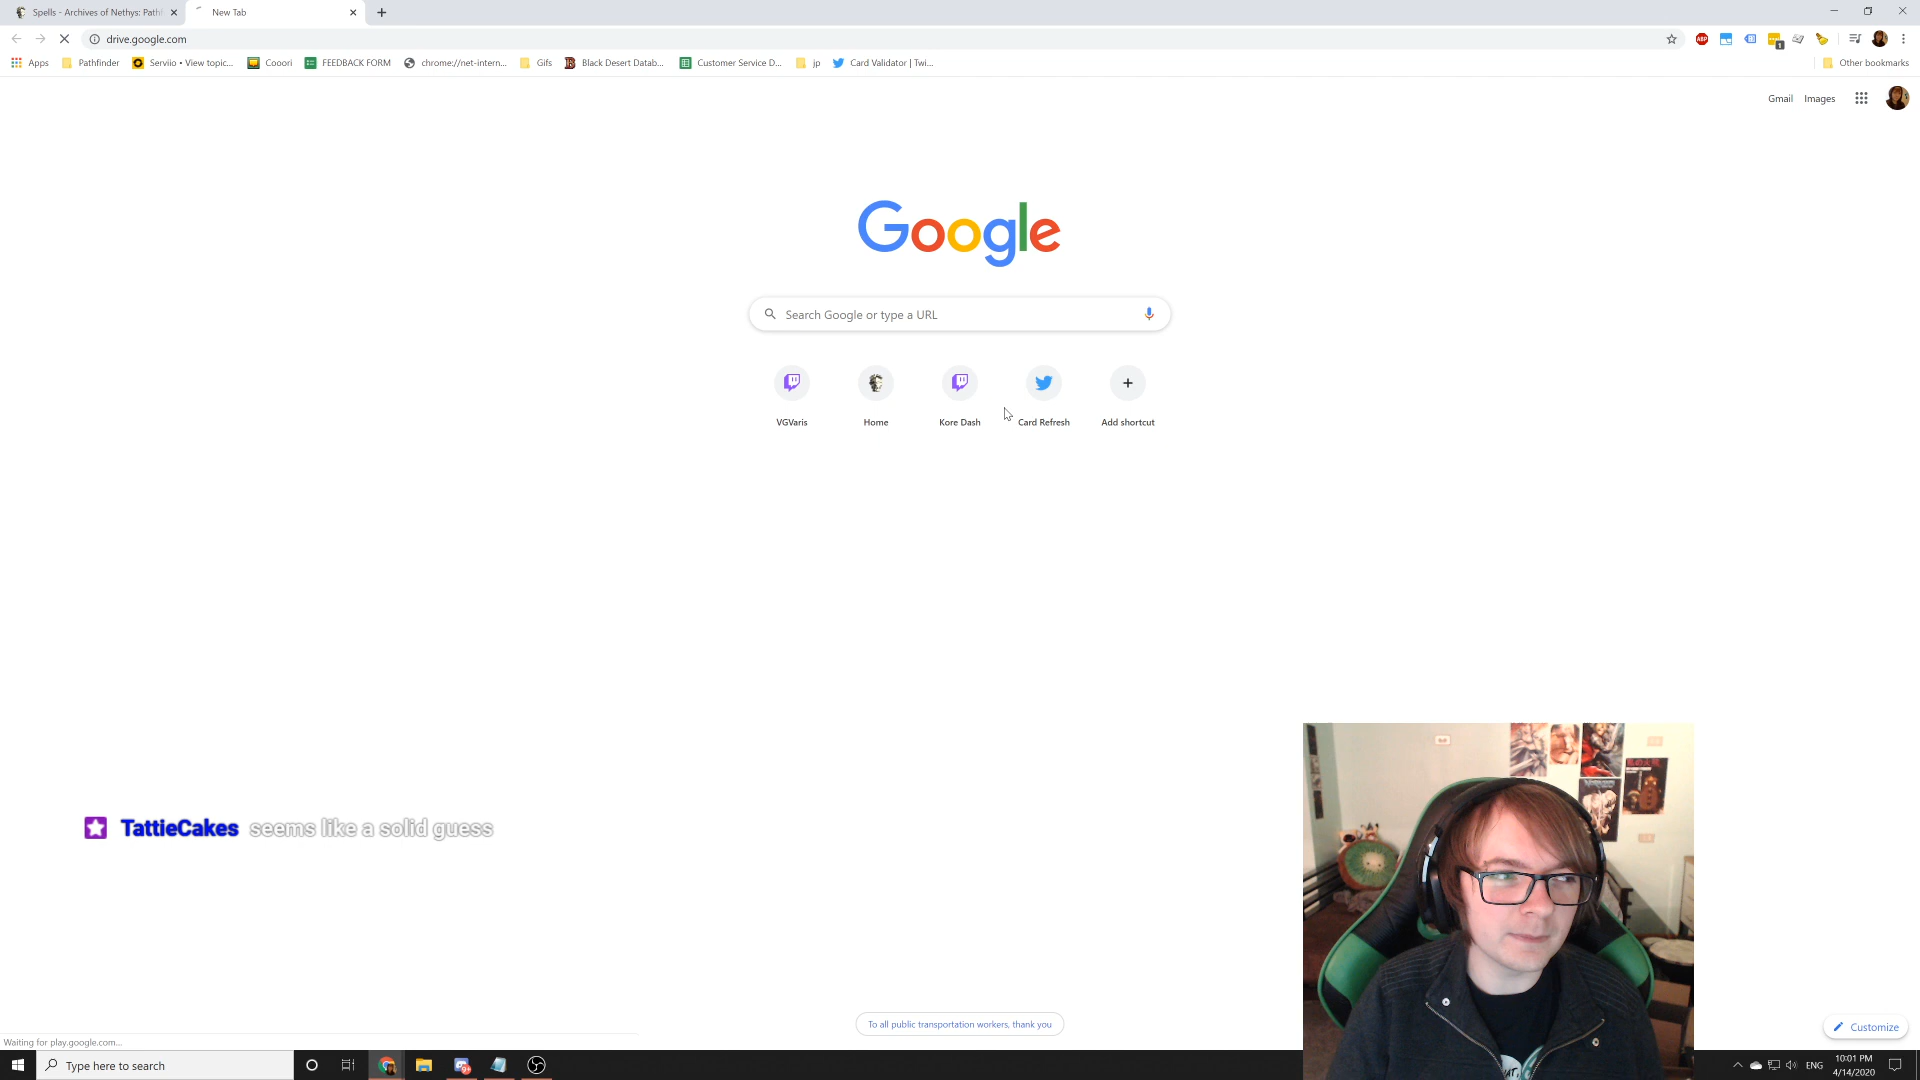 Spells - Archives of Nethys: Pathf
New Tab
drive.google.com
Apps
Pathfinder
Serviio • View topic...
Cooori
FEEDBACK FORM
chrome://net-intern...
Gifs
Black Desert Datab...
Customer Service D...
jp
Card Validator | Twi...
Other bookmarks
ABP
1
Gmail
Images
Google
Search Google or type a URL
VGVaris
Home
Kore Dash
Card Refresh
Add shortcut
TattieCakes seems like a solid guess
To all public transportation workers, thank you
Customize
Waiting for play.google.com...
Type here to search
9+
ENG
10:01 PM
4/14/2020